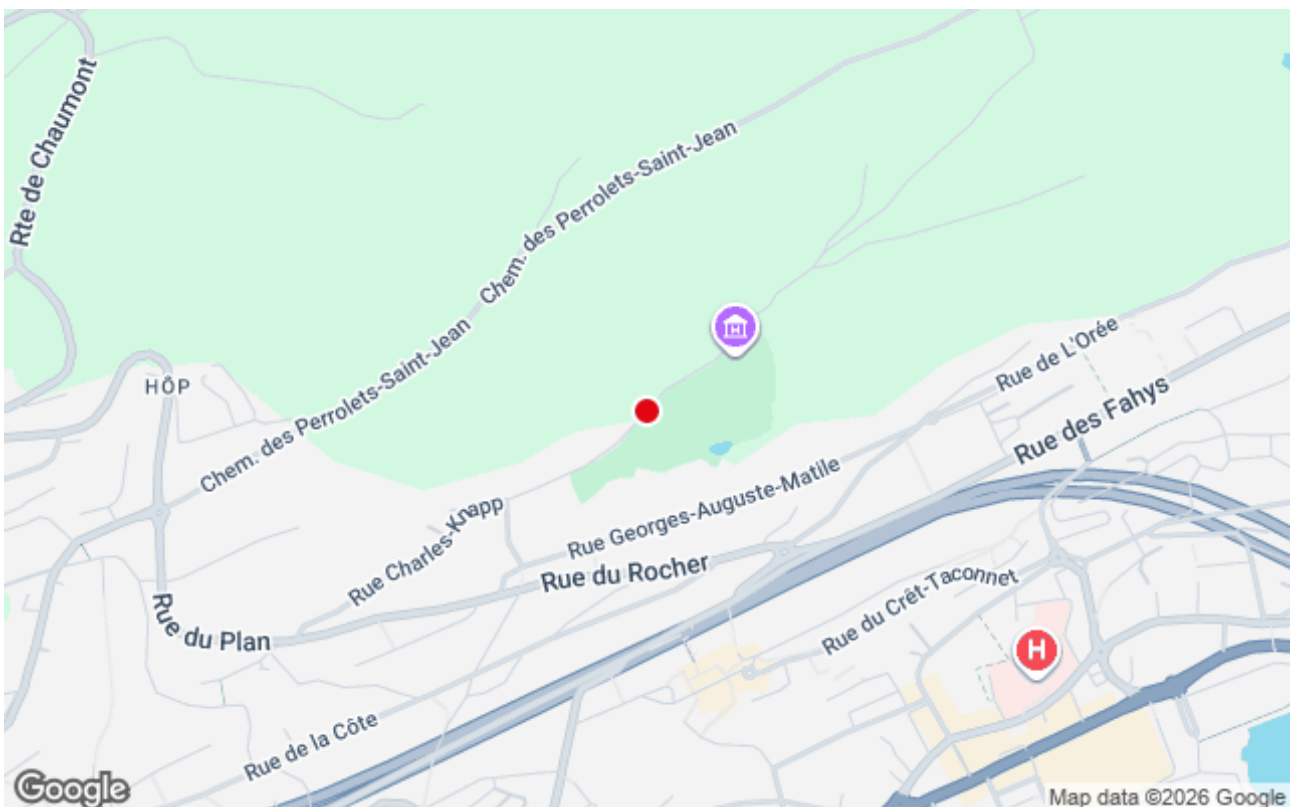 Rte de Chaumont
Chem. des Perrolets-Saint-Jean
Chem. des Perrolets-Saint-Jean
Rue de L'Orée
HÔP
Rue des Fahys
Rue Charles-Knapp
Rue Georges-Auguste-Matile
Rue du Rocher
Rue du Plan
Rue du Crêt-Taconnet
H
Rue de la Côte
Google
Map data ©2026 Google